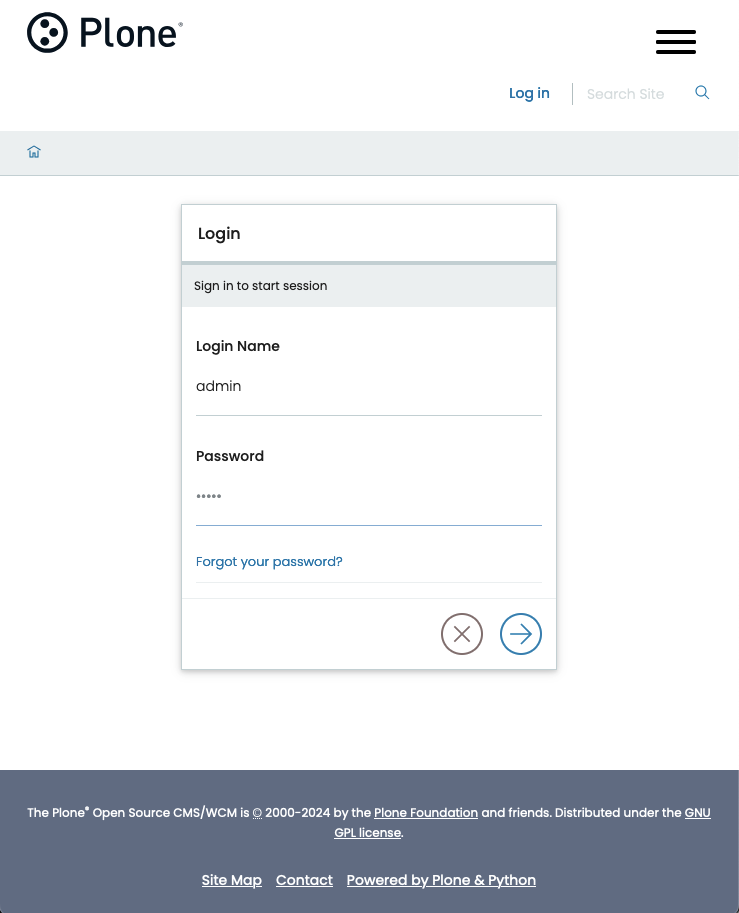 Plone®
Log in
Search Site
Login
Sign in to start session
Login Name
admin
Password
•••••
Forgot your password?
The Plone® Open Source CMS/WCM is © 2000-2024 by the Plone Foundation and friends. Distributed under the GNU
GPL license.
Site Map Contact Powered by Plone & Python